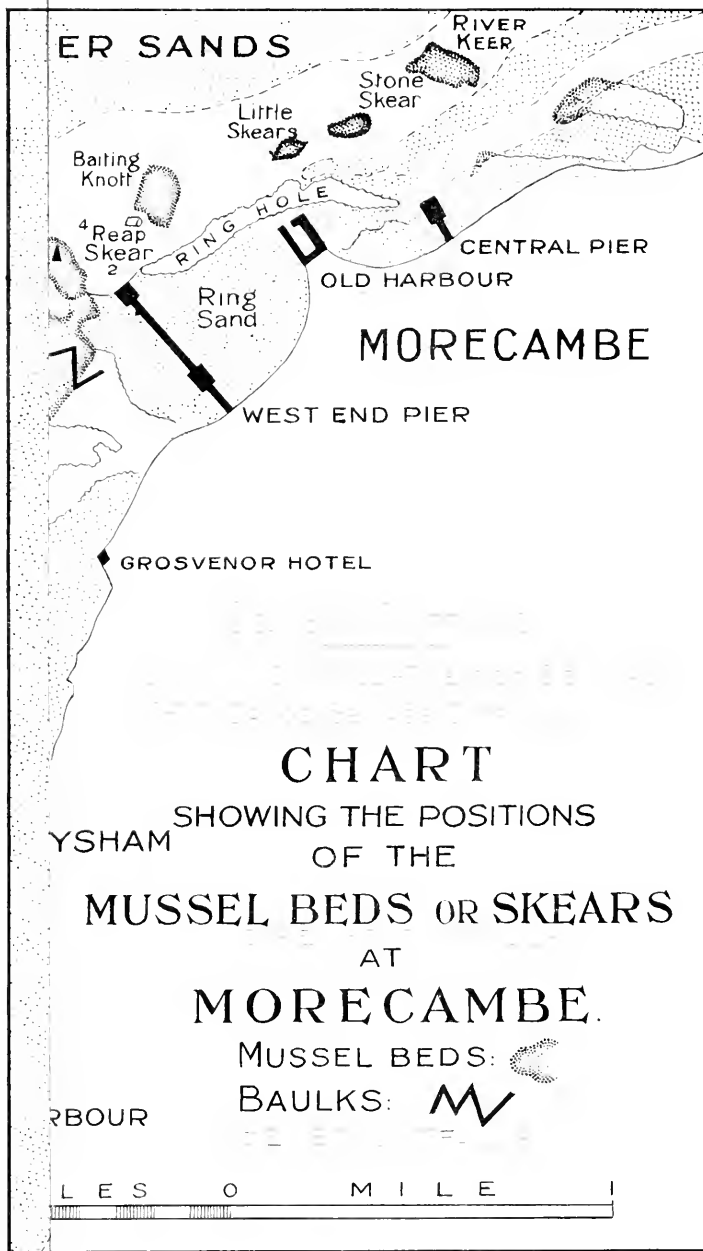 ER SANDS
RIVER
KEER
Stone
Skear
Little
Skears
Baiting
Knott
4
Reap
Skear
2
RING HOLE
CENTRAL PIER
OLD HARBOUR
Ring
Sand
MORECAMBE
WEST END PIER
GROSVENOR HOTEL
CHART
SHOWING THE POSITIONS
YSHAM
OF THE
MUSSEL BEDS OR SKEARS
AT
MORECAMBE.
MUSSEL BEDS:
BAULKS:
RBOUR
LES 0 MILE 1